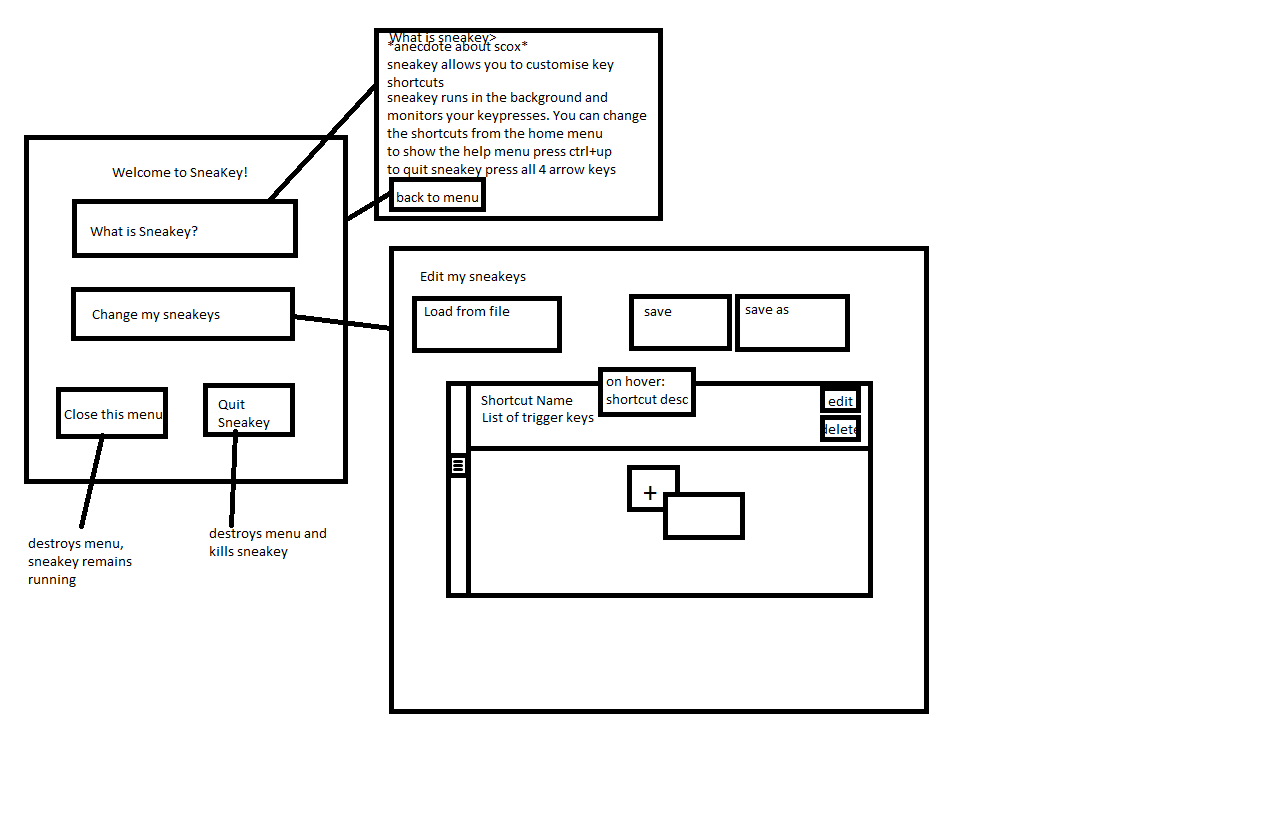 What is sneakey>
*anecdote about scox*
sneakey allows you to customise key
shortcuts
sneakey runs in the background and
monitors your keypresses. You can change
the shortcuts from the home menu
to show the help menu press ctrl+up
to quit sneakey press all 4 arrow keys
back to menu
Welcome to SneaKey!
What is Sneakey?
Change my sneakeys
Close this menu
Quit
Sneakey
destroys menu,
sneakey remains
running
destroys menu and
kills sneakey
Edit my sneakeys
Load from file
save
save as
on hover:
shortcut desc
Shortcut Name
List of trigger keys
edit
delete
+